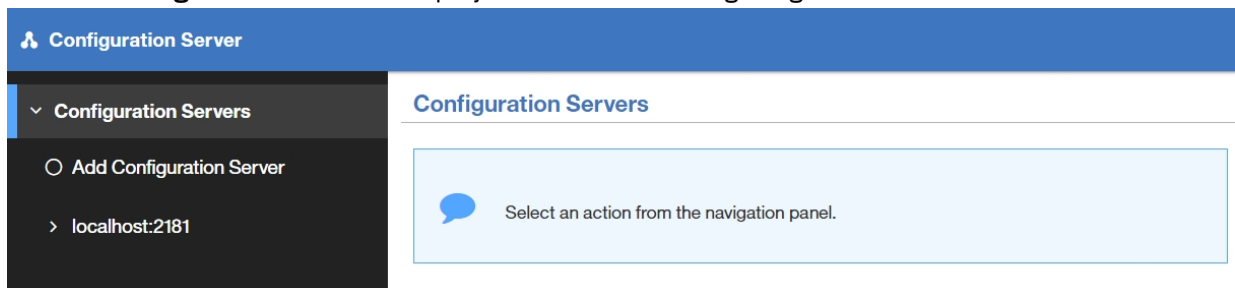 Configuration Server
Configuration Servers
Add Configuration Server
localhost:2181
Configuration Servers
Select an action from the navigation panel.